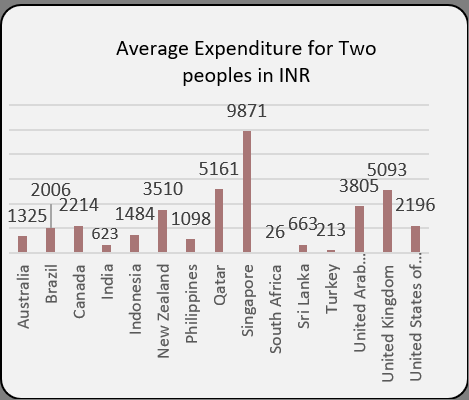 Average Expenditure for Two
peoples in INR
1325
2006
2214
623
1484
3510
1098
5161
9871
26
663
213
3805
5093
2196
Australia
Brazil
Canada
India
Indonesia
New Zealand
Philippines
Qatar
Singapore
South Africa
Sri Lanka
Turkey
United Arab...
United Kingdom
United States of...